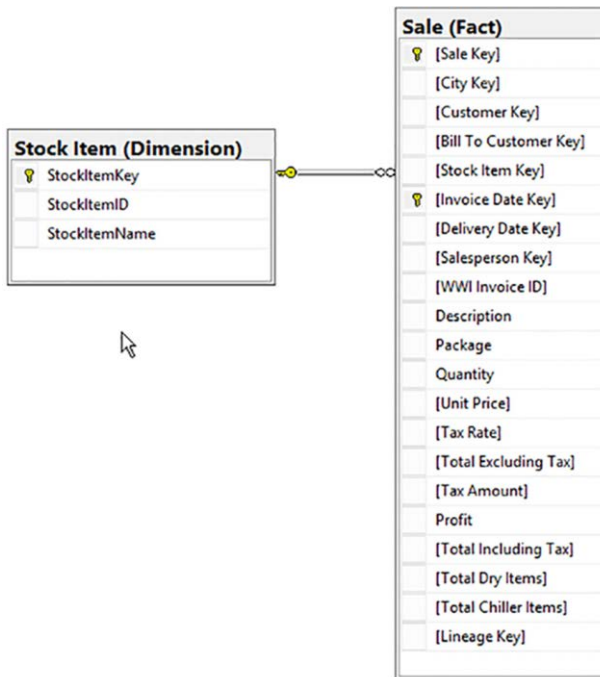 Stock Item (Dimension)
StockItemKey
StockItemID
StockItemName
Sale (Fact)
[Sale Key]
[City Key]
[Customer Key]
[Bill To Customer Key]
[Stock Item Key]
[Invoice Date Key]
[Delivery Date Key]
[Salesperson Key]
[WWI Invoice ID]
Description
Package
Quantity
[Unit Price]
[Tax Rate]
[Total Excluding Tax]
[Tax Amount]
Profit
[Total Including Tax]
[Total Dry Items]
[Total Chiller Items]
[Lineage Key]